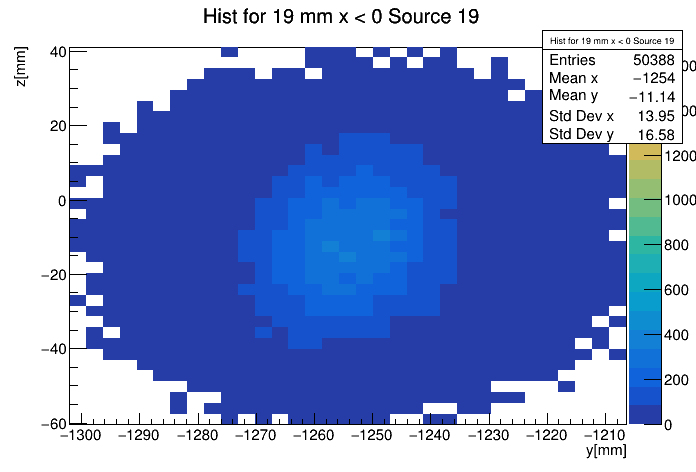 Hist for 19 mm x < 0 Source 19
z[mm]
Hist for 19 mm x < 0 Source 19
Entries 50388
Mean x −1254
Mean y −11.14
Std Dev x 13.95
Std Dev y 16.58
40
20
0
−20
−40
−60
1200
1000
800
600
400
200
0
−1300 −1290 −1280 −1270 −1260 −1250 −1240 −1230 −1220 −1210
y[mm]